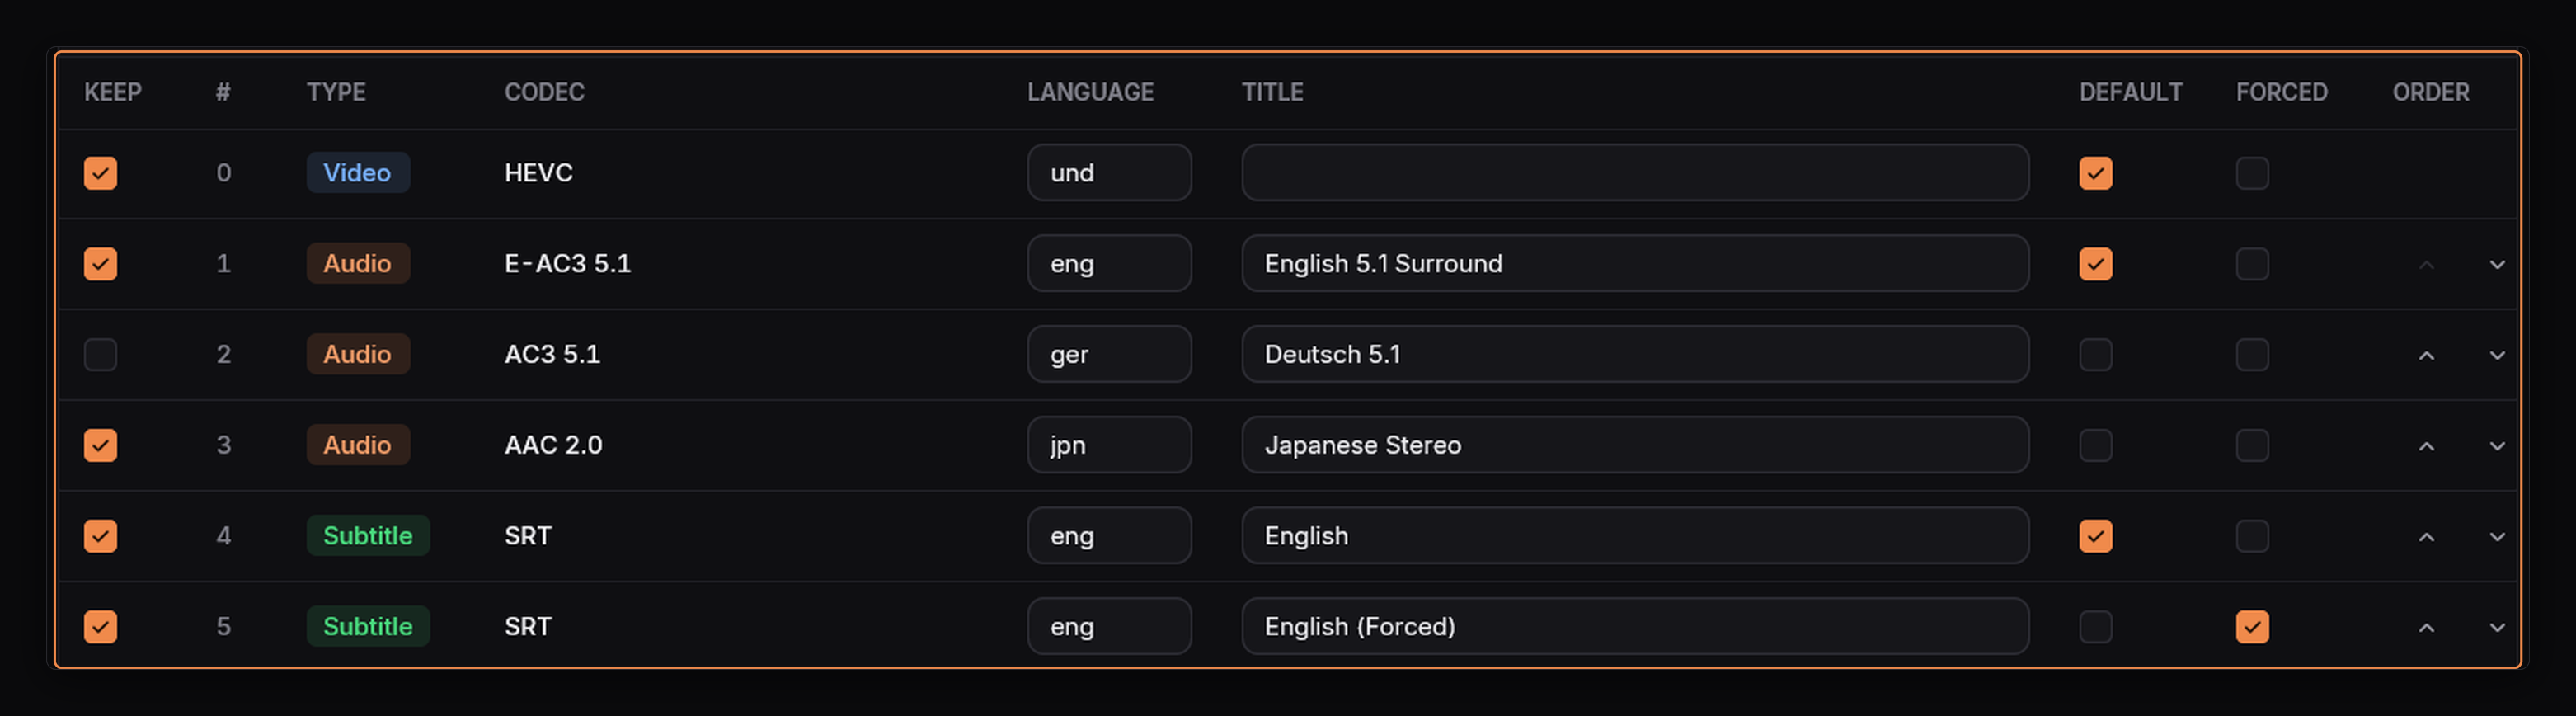 KEEP # TYPE CODEC LANGUAGE TITLE DEFAULT FORCED ORDER
0 Video HEVC und
1 Audio E-AC3 5.1 eng English 5.1 Surround
2 Audio AC3 5.1 ger Deutsch 5.1
3 Audio AAC 2.0 jpn Japanese Stereo
4 Subtitle SRT eng English
5 Subtitle SRT eng English (Forced)